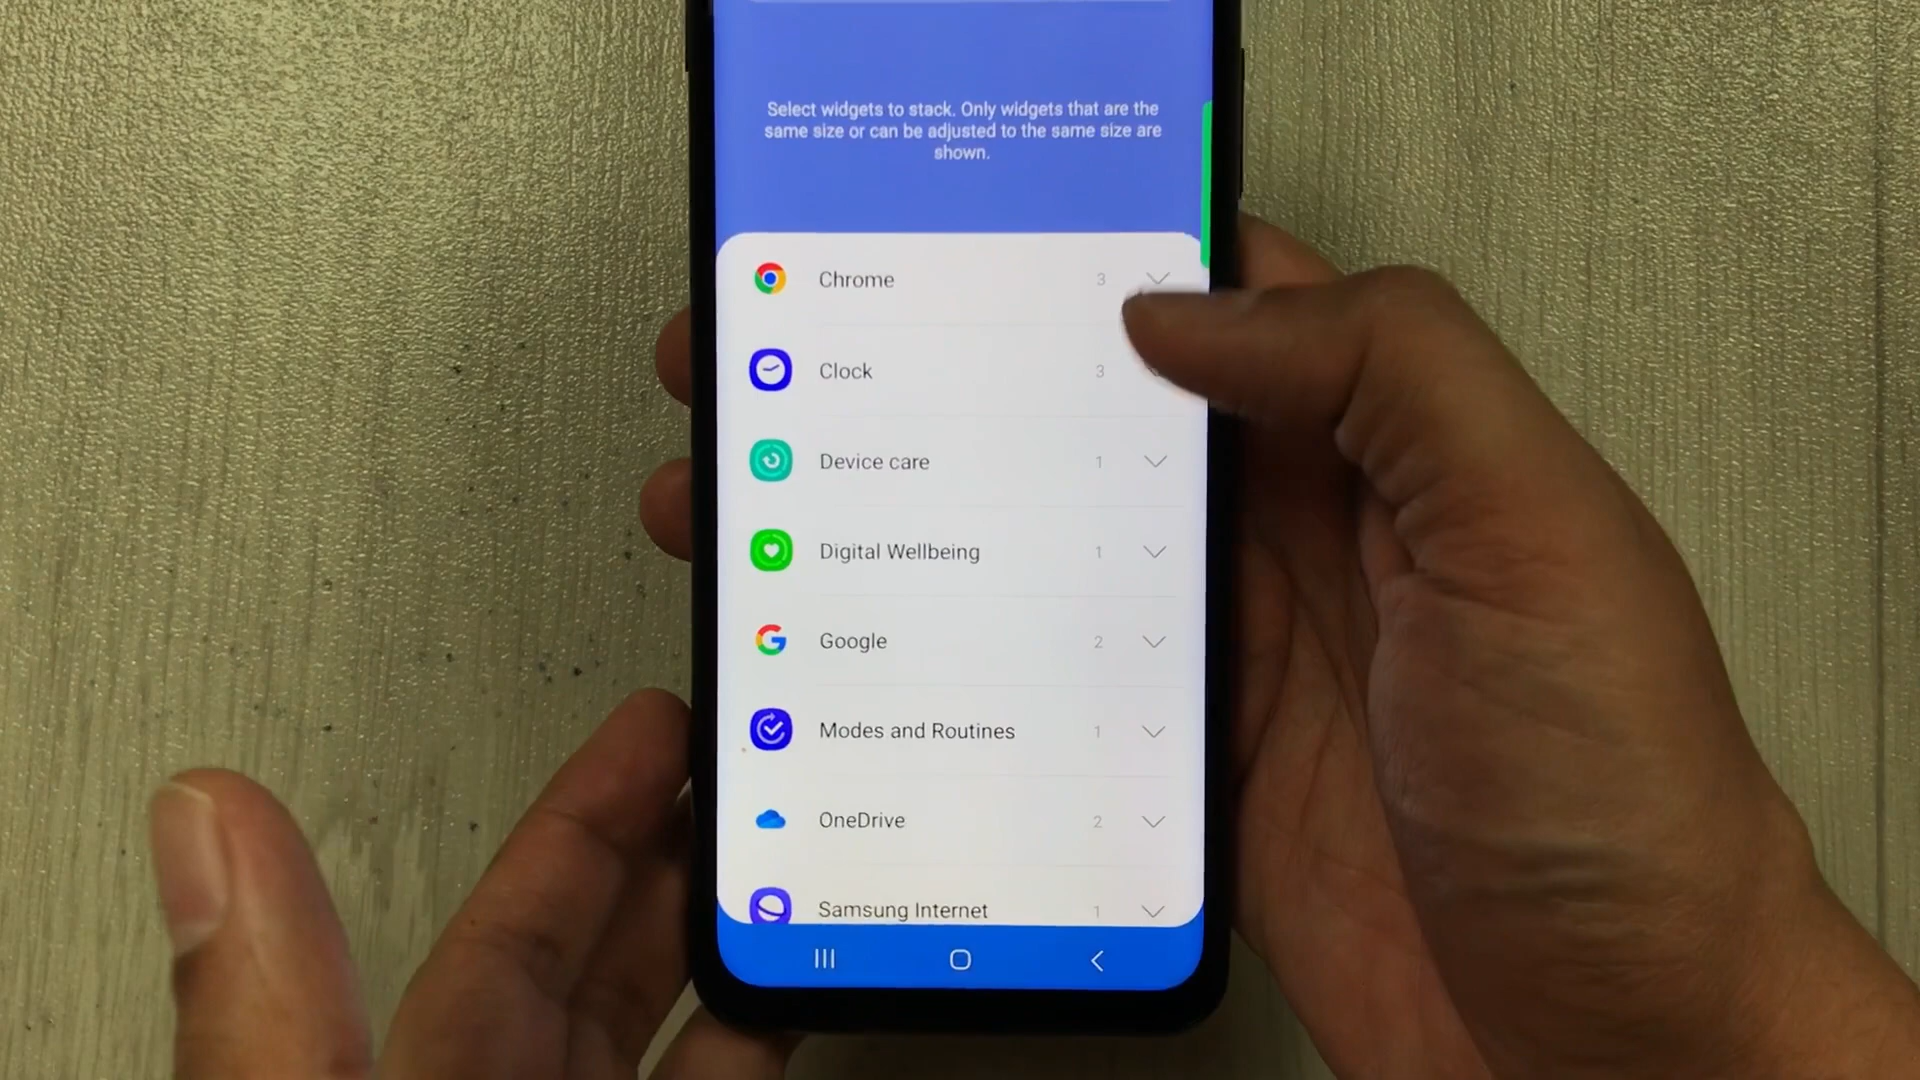 Select widgets to stack. Only widgets that are the
same size or can be adjusted to the same size are
shown.
Chrome 3
Clock 3
Device care 1
Digital Wellbeing 1
Google 2
Modes and Routines 1
OneDrive 2
Samsung Internet 1